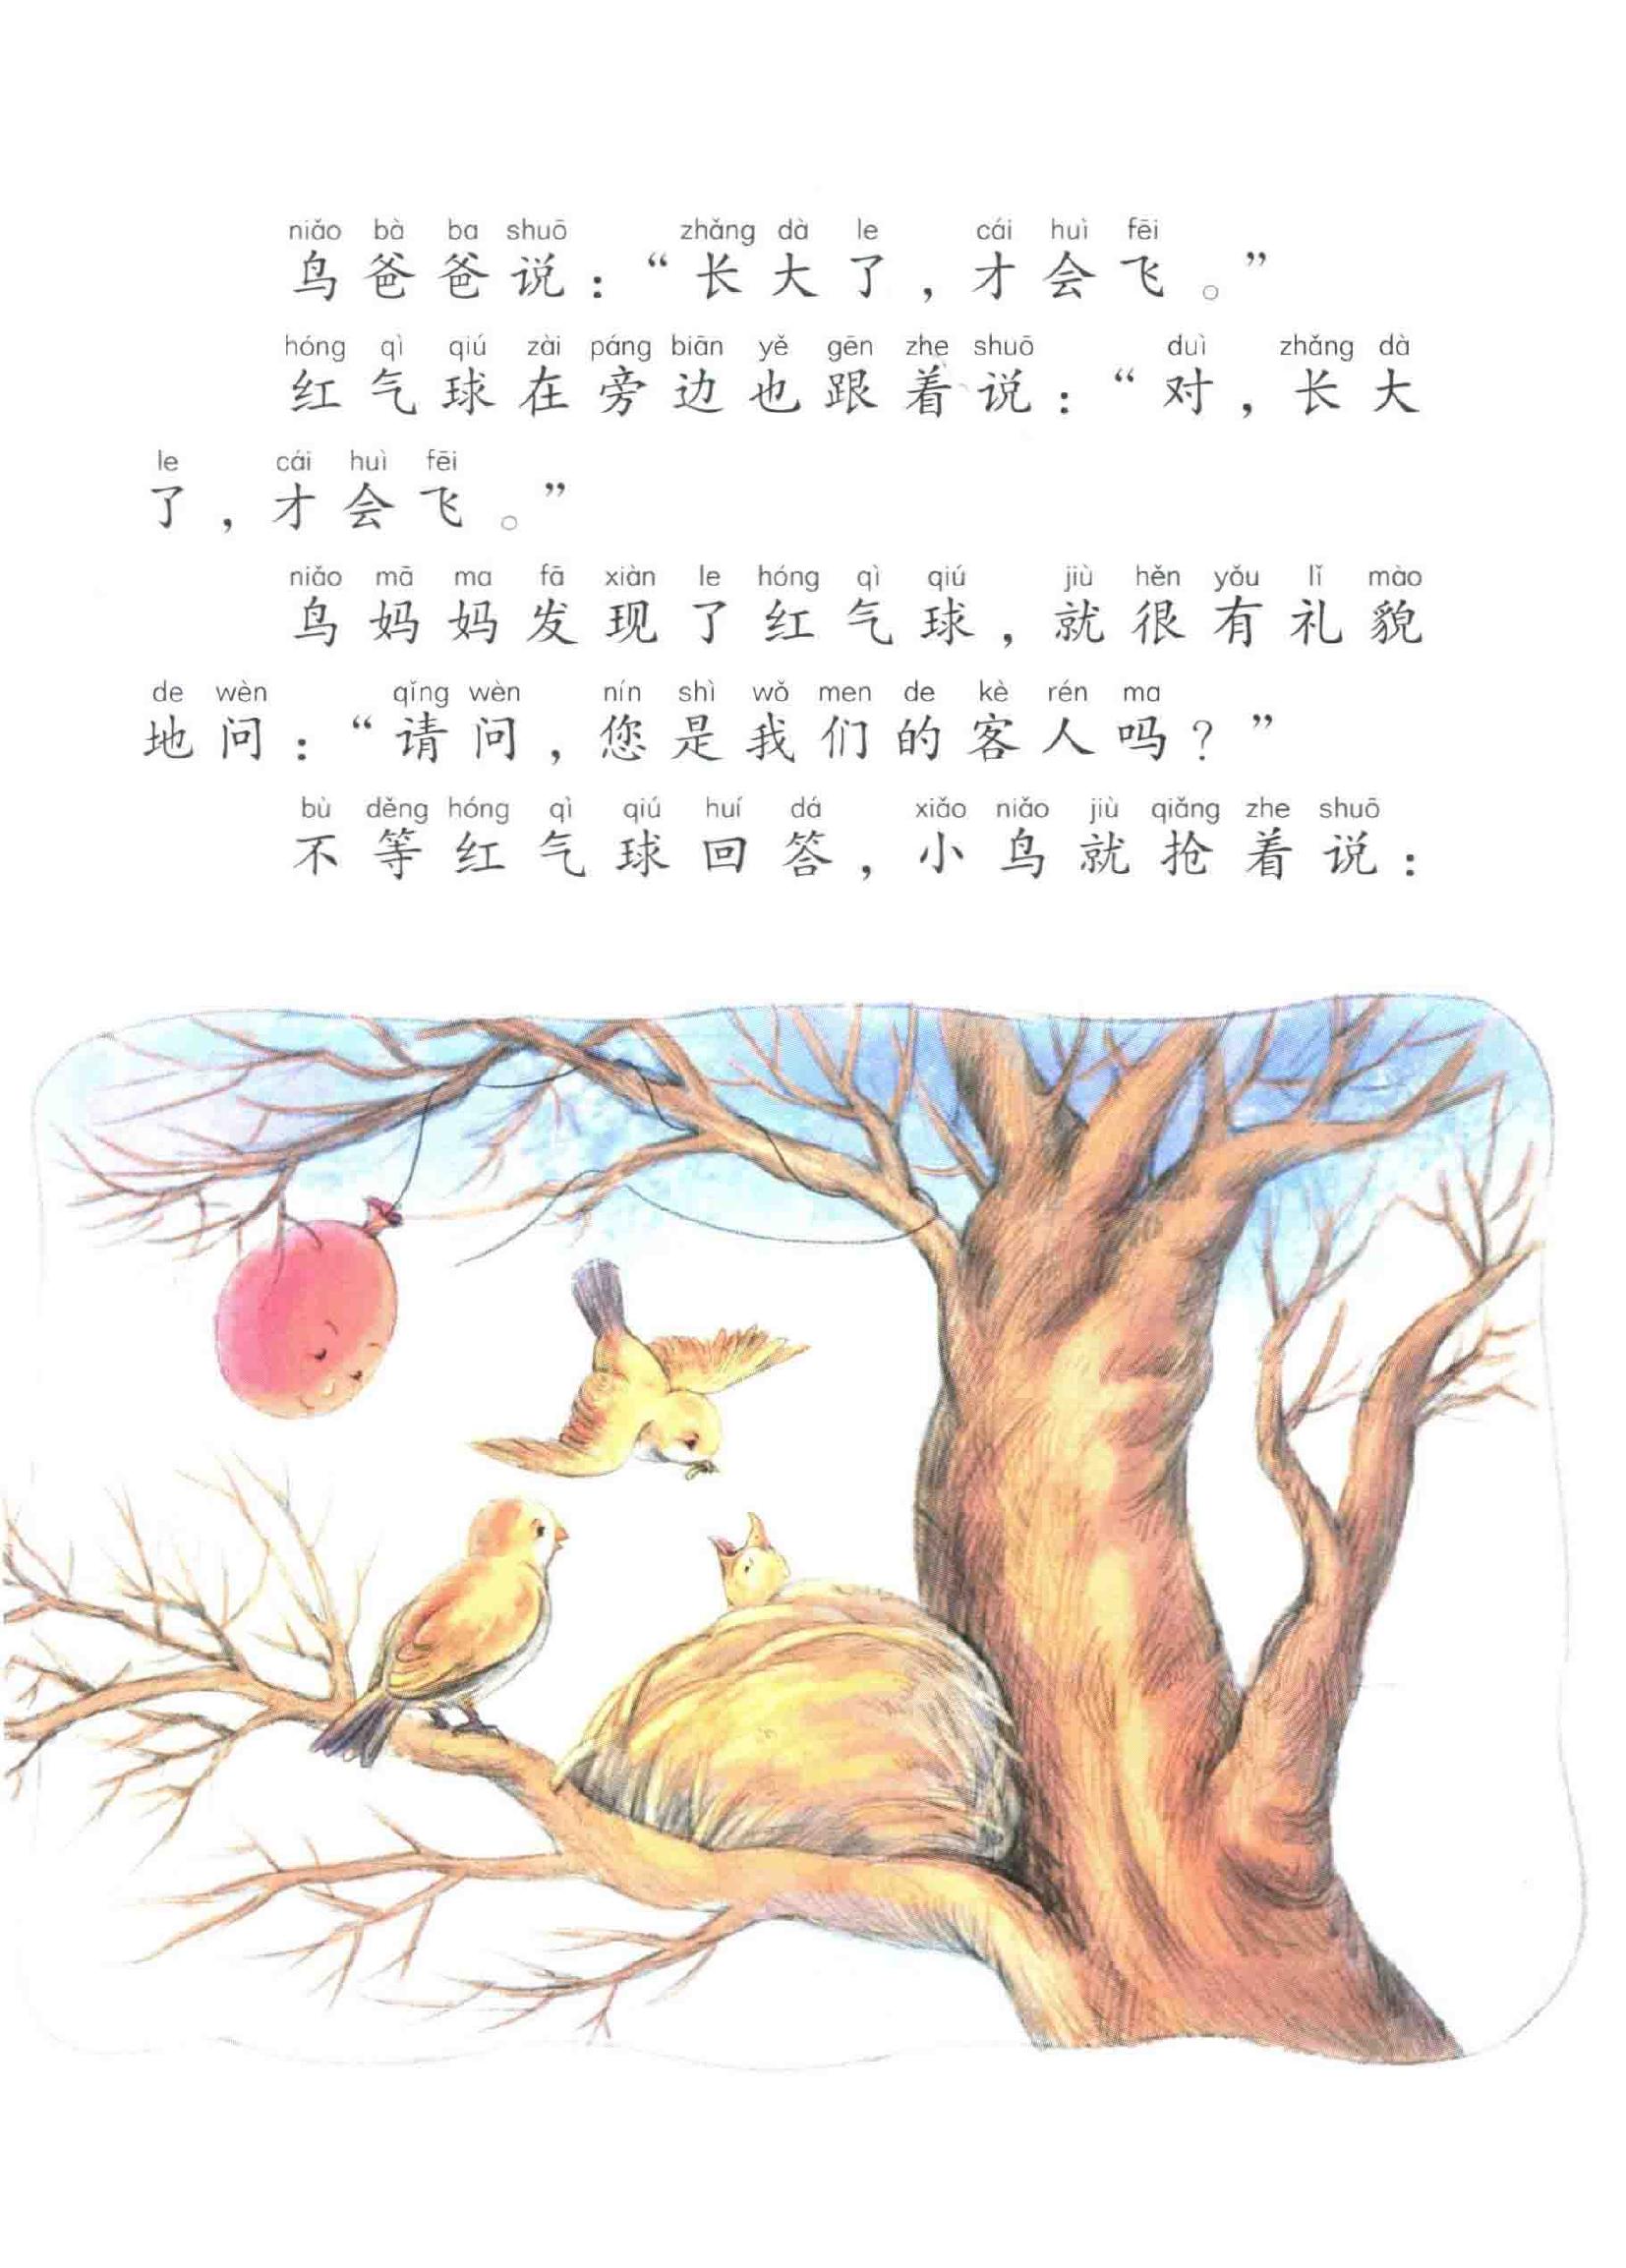 niǎo bà ba shuō zhǎng dà le cái huì fēi
鸟爸爸说：“长大了，才会飞。”
hóng qì qiú zài páng biān yě gēn zhe shuō duì zhǎng dà
红气球在旁边也跟着说：“对，长大
le cái huì fēi
了，才会飞。”
niǎo mā ma fā xiàn le hóng qì qiú jiù hěn yǒu lǐ mào
鸟妈妈发现了红气球，就很有礼貌
de wèn qǐng wèn nín shì wǒ men de kè rén ma
地问：“请问，您是我们的客人吗？”
bù děng hóng qì qiú huí dá xiǎo niǎo jiù qiǎng zhe shuō
不等红气球回答，小鸟就抢着说：